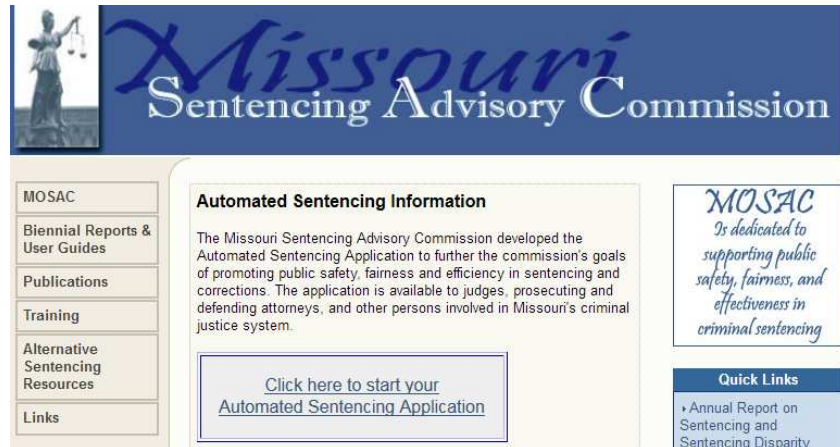 Missouri
Sentencing Advisory Commission
MOSAC
Biennial Reports &
User Guides
Publications
Training
Alternative
Sentencing
Resources
Links
Automated Sentencing Information
The Missouri Sentencing Advisory Commission developed the
Automated Sentencing Application to further the commission's goals
of promoting public safety, fairness and efficiency in sentencing and
corrections. The application is available to judges, prosecuting and
defending attorneys, and other persons involved in Missouri's criminal
justice system.
Click here to start your
Automated Sentencing Application
MOSAC
Is dedicated to
supporting public
safety, fairness, and
effectiveness in
criminal sentencing
Quick Links
Annual Report on
Sentencing and
Sentencing Disparity